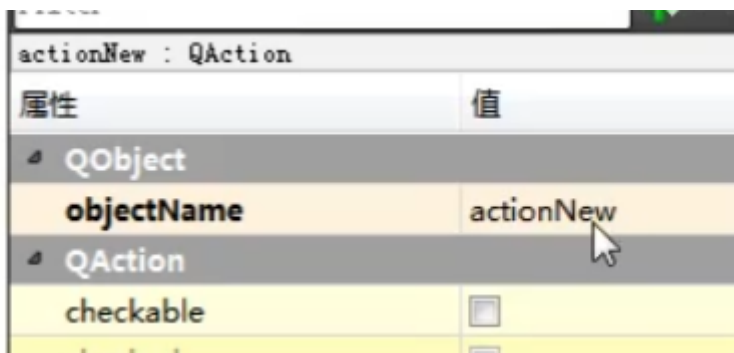 actionNew : QAction
属性 值
QObject
objectName actionNew
QAction
checkable